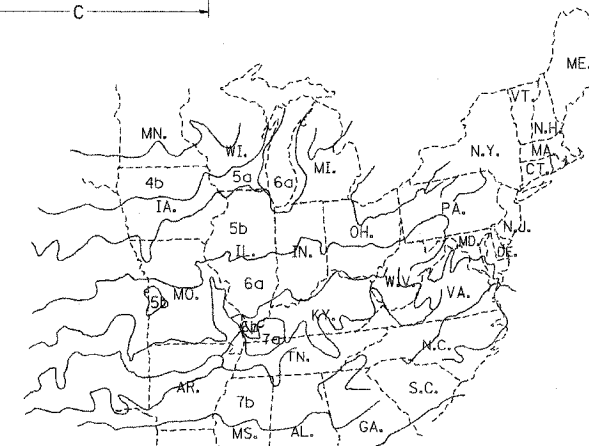 C
ME.
VT.
MN.
N.H.
WI.
N.Y.
MA.
MI.
CT.
5a
4b
6a
IA.
PA.
5b
OH.
N.J.
IL.
IN.
MD.
DE.
6a
W.V.
MO.
VA.
5b
KY.
6b
7a
N.C.
TN.
AR.
S.C.
7b
GA.
MS.
AL.